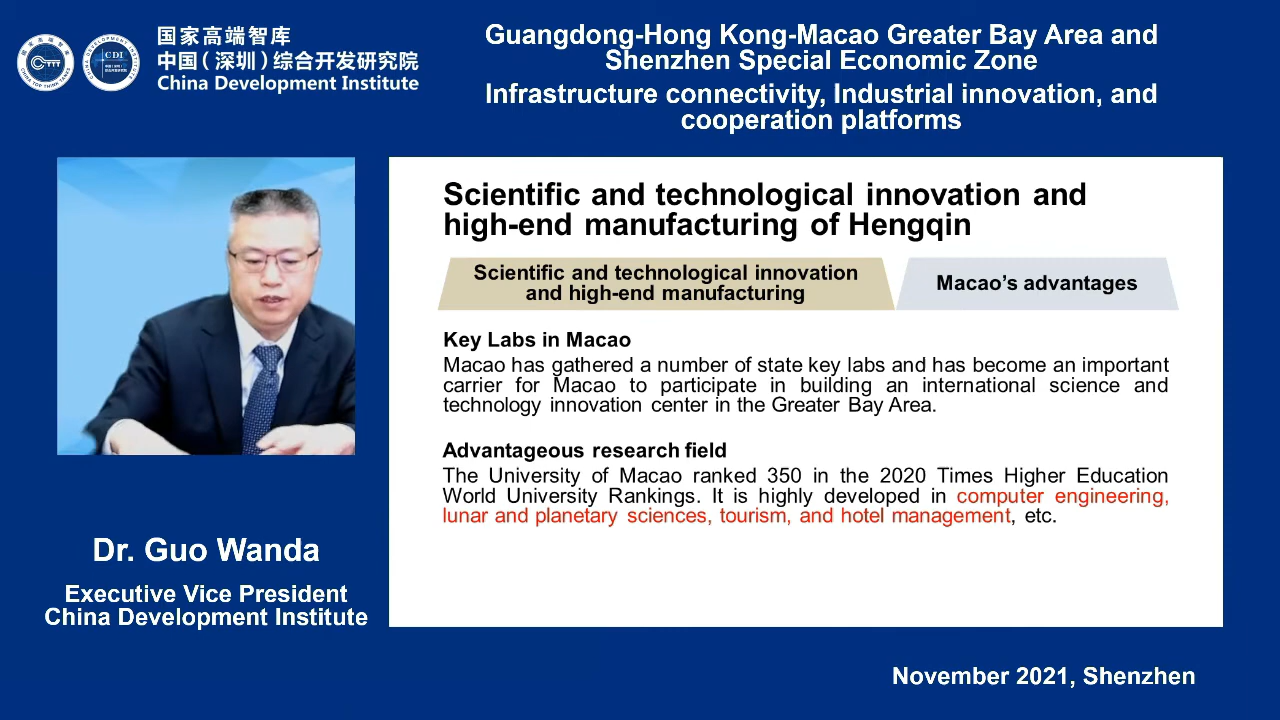 国家高端智库
中国（深圳）综合开发研究院
China Development Institute
CDI
Guangdong-Hong Kong-Macao Greater Bay Area and
Shenzhen Special Economic Zone
Infrastructure connectivity, Industrial innovation, and
cooperation platforms
Scientific and technological innovation and
high-end manufacturing of Hengqin
Scientific and technological innovation
and high-end manufacturing
Macao’s advantages
Key Labs in Macao
Macao has gathered a number of state key labs and has become an important
carrier for Macao to participate in building an international science and
technology innovation center in the Greater Bay Area.
Advantageous research field
The University of Macao ranked 350 in the 2020 Times Higher Education
World University Rankings. It is highly developed in computer engineering,
lunar and planetary sciences, tourism, and hotel management, etc.
Dr. Guo Wanda
Executive Vice President
China Development Institute
November 2021, Shenzhen